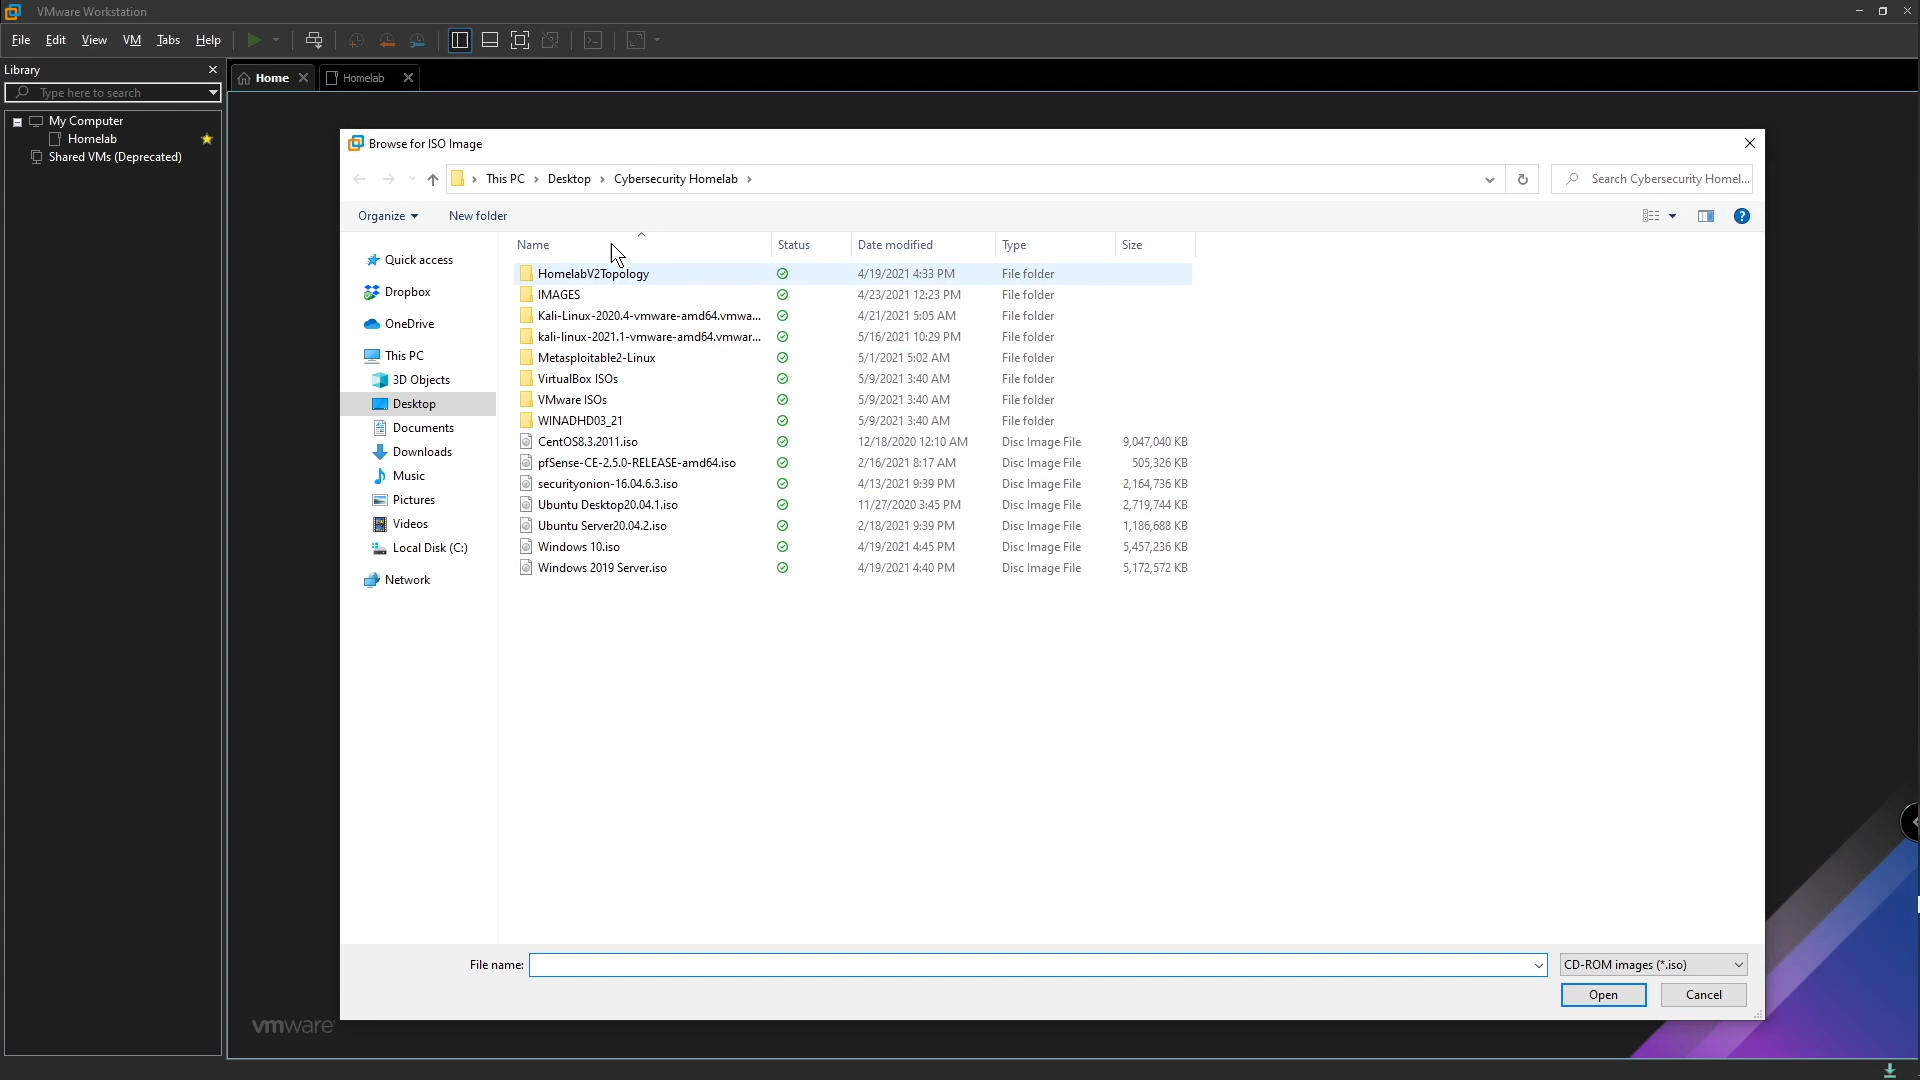 VMware Workstation
File Edit View VM Tabs Help
Library
Home Homelab
Type here to search
My Computer
Homelab
Shared VMs (Deprecated)
Browse for ISO Image
This PC Desktop Cybersecurity Homelab
Search Cybersecurity Homel...
Organize New folder
Name Status Date modified Type Size
Quick access
Dropbox
OneDrive
This PC
3D Objects
Desktop
Documents
Downloads
Music
Pictures
Videos
Local Disk (C:)
Network
HomelabV2Topology 4/19/2021 4:33 PM File folder
IMAGES 4/23/2021 12:23 PM File folder
Kali-Linux-2020.4-vmware-amd64.vmwa... 4/21/2021 5:05 AM File folder
kali-linux-2021.1-vmware-amd64.vmwar... 5/16/2021 10:29 PM File folder
Metasploitable2-Linux 5/1/2021 5:02 AM File folder
VirtualBox ISOs 5/9/2021 3:40 AM File folder
VMware ISOs 5/9/2021 3:40 AM File folder
WINADHD03_21 5/9/2021 3:40 AM File folder
CentOS8.3.2011.iso 12/18/2020 12:10 AM Disc Image File 9,047,040 KB
pfSense-CE-2.5.0-RELEASE-amd64.iso 2/16/2021 8:17 AM Disc Image File 505,326 KB
securityonion-16.04.6.3.iso 4/13/2021 9:39 PM Disc Image File 2,164,736 KB
Ubuntu Desktop20.04.1.iso 11/27/2020 3:45 PM Disc Image File 2,719,744 KB
Ubuntu Server20.04.2.iso 2/18/2021 9:39 PM Disc Image File 1,186,688 KB
Windows 10.iso 4/19/2021 4:45 PM Disc Image File 5,457,236 KB
Windows 2019 Server.iso 4/19/2021 4:40 PM Disc Image File 5,172,572 KB
File name: CD-ROM images (*.iso)
Open Cancel
vmware